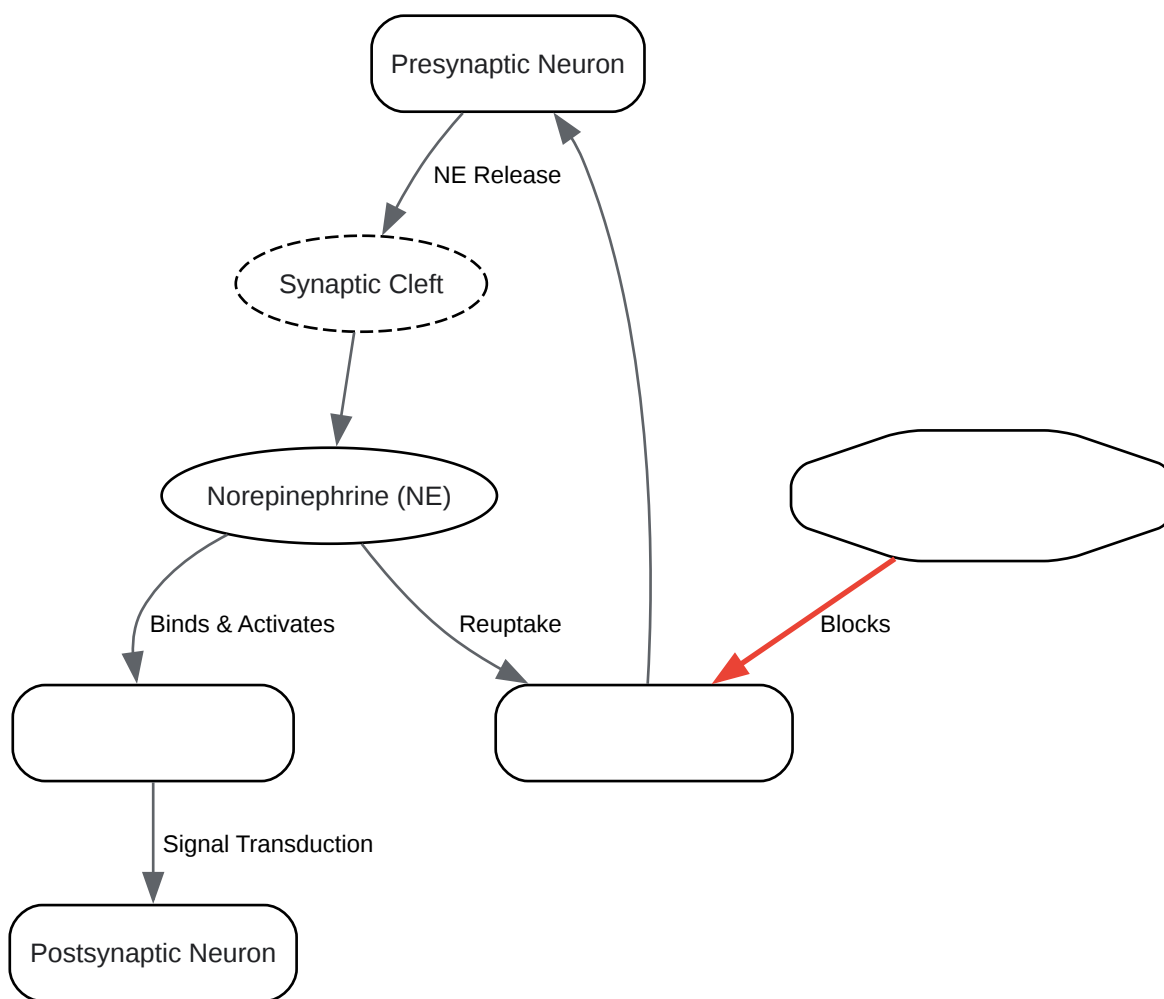 Presynaptic Neuron
NE Release
Synaptic Cleft
Norepinephrine (NE)
Binds & Activates
Reuptake
Blocks
Signal Transduction
Postsynaptic Neuron